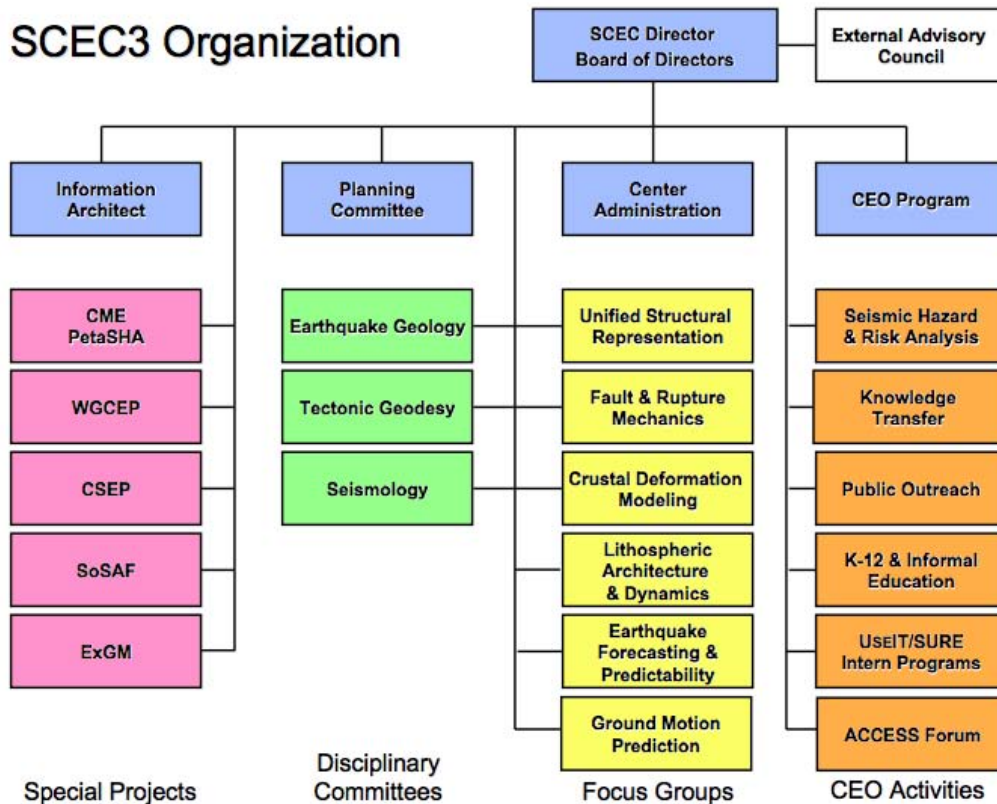 SCEC3 Organization
SCEC Director
Board of Directors
External Advisory
Council
Information
Architect
Planning
Committee
Center
Administration
CEO Program
CME
PetaSHA
WGCEP
CSEP
SoSAF
ExGM
Special Projects
Earthquake Geology
Tectonic Geodesy
Seismology
Disciplinary
Committees
Unified Structural
Representation
Fault & Rupture
Mechanics
Crustal Deformation
Modeling
Lithospheric
Architecture
& Dynamics
Earthquake
Forecasting &
Predictability
Ground Motion
Prediction
Focus Groups
Seismic Hazard
& Risk Analysis
Knowledge
Transfer
Public Outreach
K-12 & Informal
Education
USEIT/SURE
Intern Programs
ACCESS Forum
CEO Activities